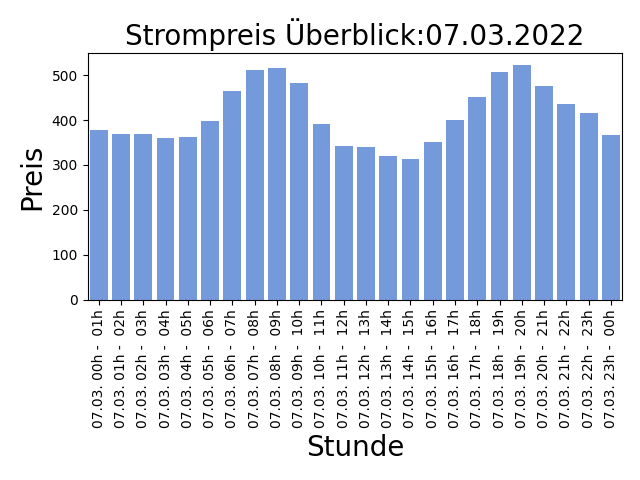 Strompreis Überblick:07.03.2022
Preis
500
400
300
200
100
0
07.03. 00h -  01h
07.03. 01h -  02h
07.03. 02h -  03h
07.03. 03h -  04h
07.03. 04h -  05h
07.03. 05h -  06h
07.03. 06h -  07h
07.03. 07h -  08h
07.03. 08h -  09h
07.03. 09h -  10h
07.03. 10h -  11h
07.03. 11h -  12h
07.03. 12h -  13h
07.03. 13h -  14h
07.03. 14h -  15h
07.03. 15h -  16h
07.03. 16h -  17h
07.03. 17h -  18h
07.03. 18h -  19h
07.03. 19h -  20h
07.03. 20h -  21h
07.03. 21h -  22h
07.03. 22h -  23h
07.03. 23h -  00h
Stunde